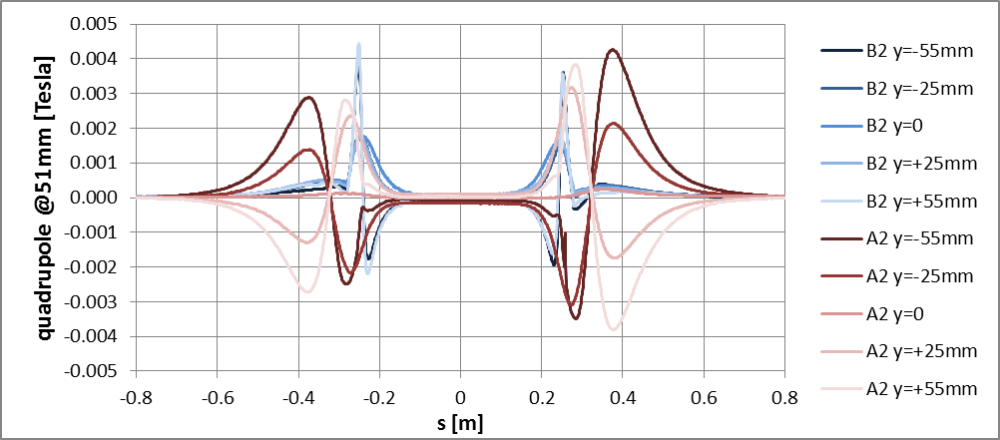 quadrupole @51mm [Tesla]
0.005
0.004
0.003
0.002
0.001
0.000
-0.001
-0.002
-0.003
-0.004
-0.005
-0.8 -0.6 -0.4 -0.2 0 0.2 0.4 0.6 0.8
s [m]
B2 y=-55mm
B2 y=-25mm
B2 y=0
B2 y=+25mm
B2 y=+55mm
A2 y=-55mm
A2 y=-25mm
A2 y=0
A2 y=+25mm
A2 y=+55mm